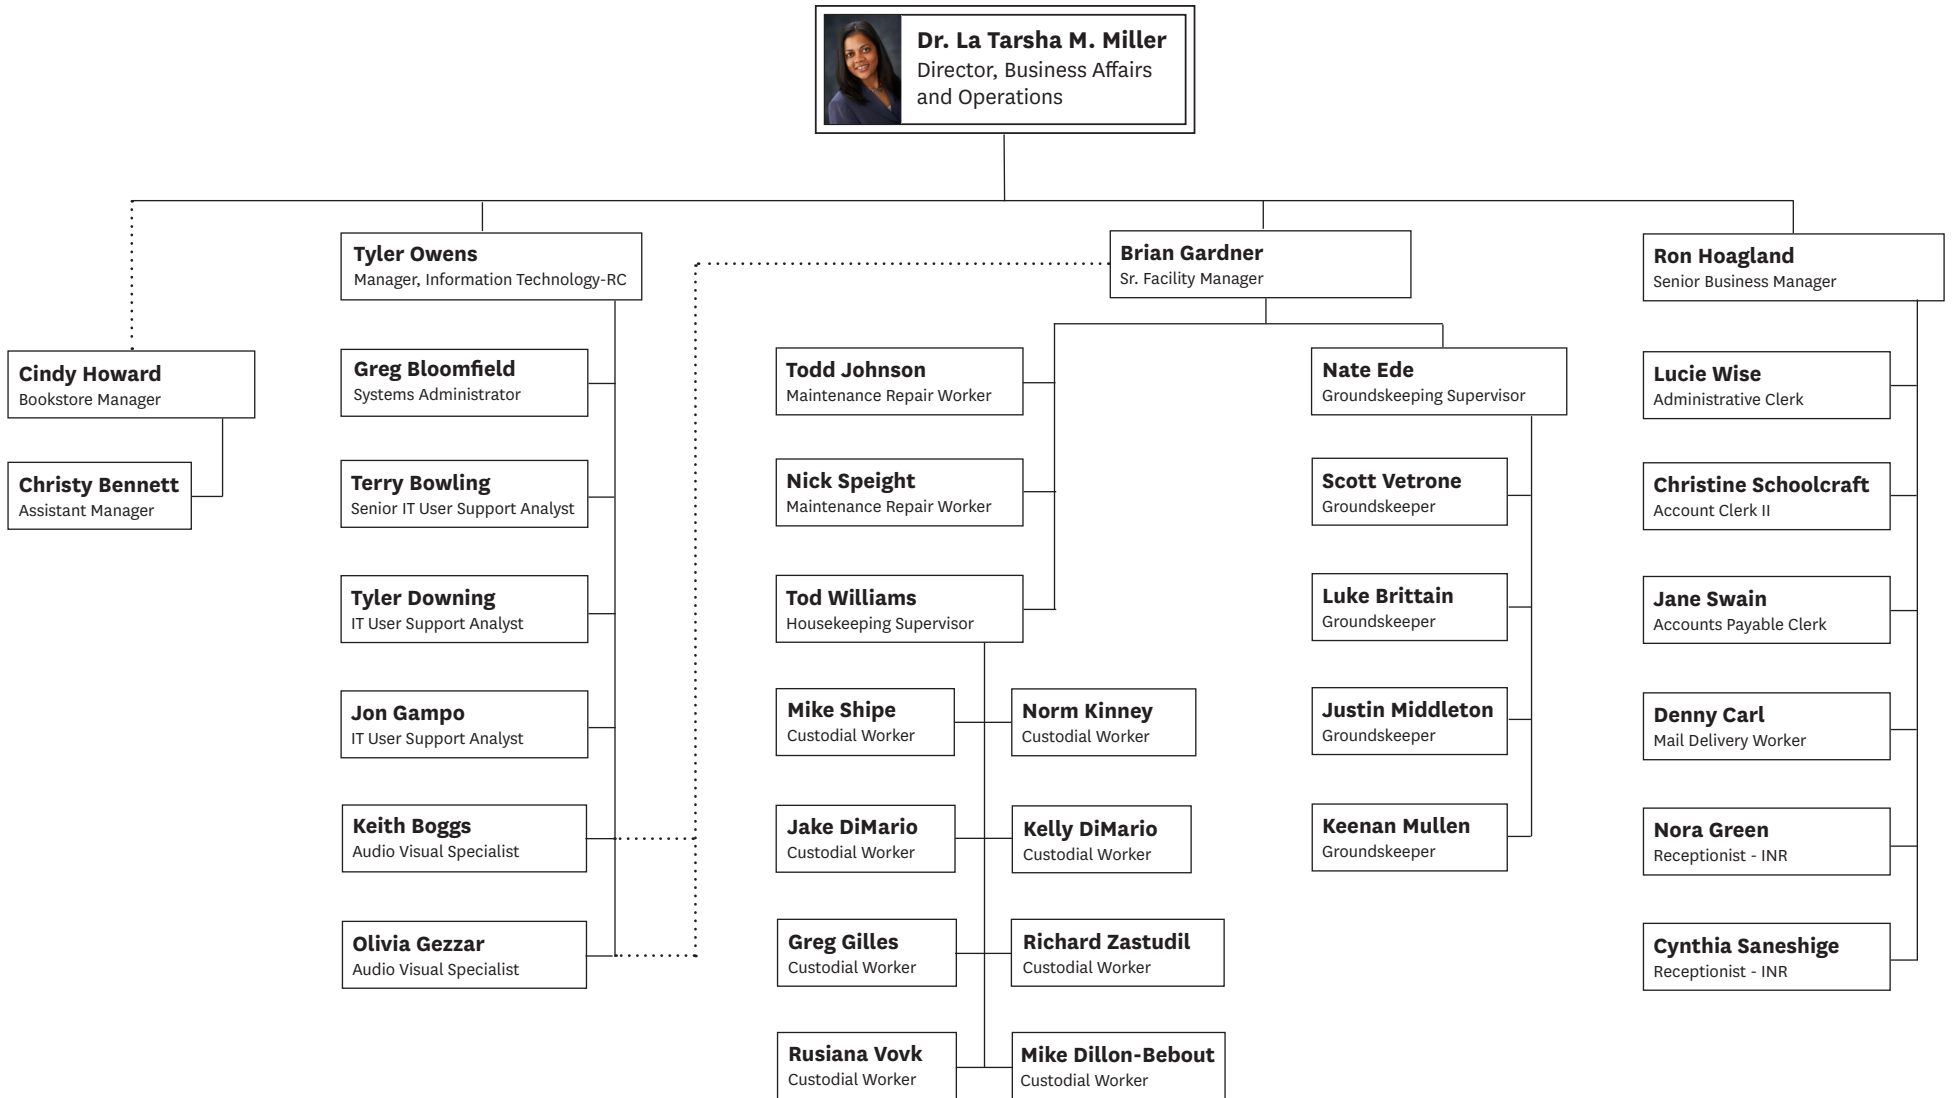 Dr. La Tarsha M. Miller
Director, Business Affairs
and Operations
Tyler Owens
Manager, Information Technology-RC
Brian Gardner
Sr. Facility Manager
Ron Hoagland
Senior Business Manager
Cindy Howard
Bookstore Manager
Christy Bennett
Assistant Manager
Greg Bloomfield
Systems Administrator
Terry Bowling
Senior IT User Support Analyst
Tyler Downing
IT User Support Analyst
Jon Gampo
IT User Support Analyst
Keith Boggs
Audio Visual Specialist
Olivia Gezzar
Audio Visual Specialist
Todd Johnson
Maintenance Repair Worker
Nick Speight
Maintenance Repair Worker
Tod Williams
Housekeeping Supervisor
Mike Shipe
Custodial Worker
Norm Kinney
Custodial Worker
Jake DiMario
Custodial Worker
Kelly DiMario
Custodial Worker
Greg Gilles
Custodial Worker
Richard Zastudil
Custodial Worker
Rusiana Vovk
Custodial Worker
Mike Dillon-Bebout
Custodial Worker
Nate Ede
Groundskeeping Supervisor
Scott Vetrone
Groundskeeper
Luke Brittain
Groundskeeper
Justin Middleton
Groundskeeper
Keenan Mullen
Groundskeeper
Lucie Wise
Administrative Clerk
Christine Schoolcraft
Account Clerk II
Jane Swain
Accounts Payable Clerk
Denny Carl
Mail Delivery Worker
Nora Green
Receptionist - INR
Cynthia Saneshige
Receptionist - INR